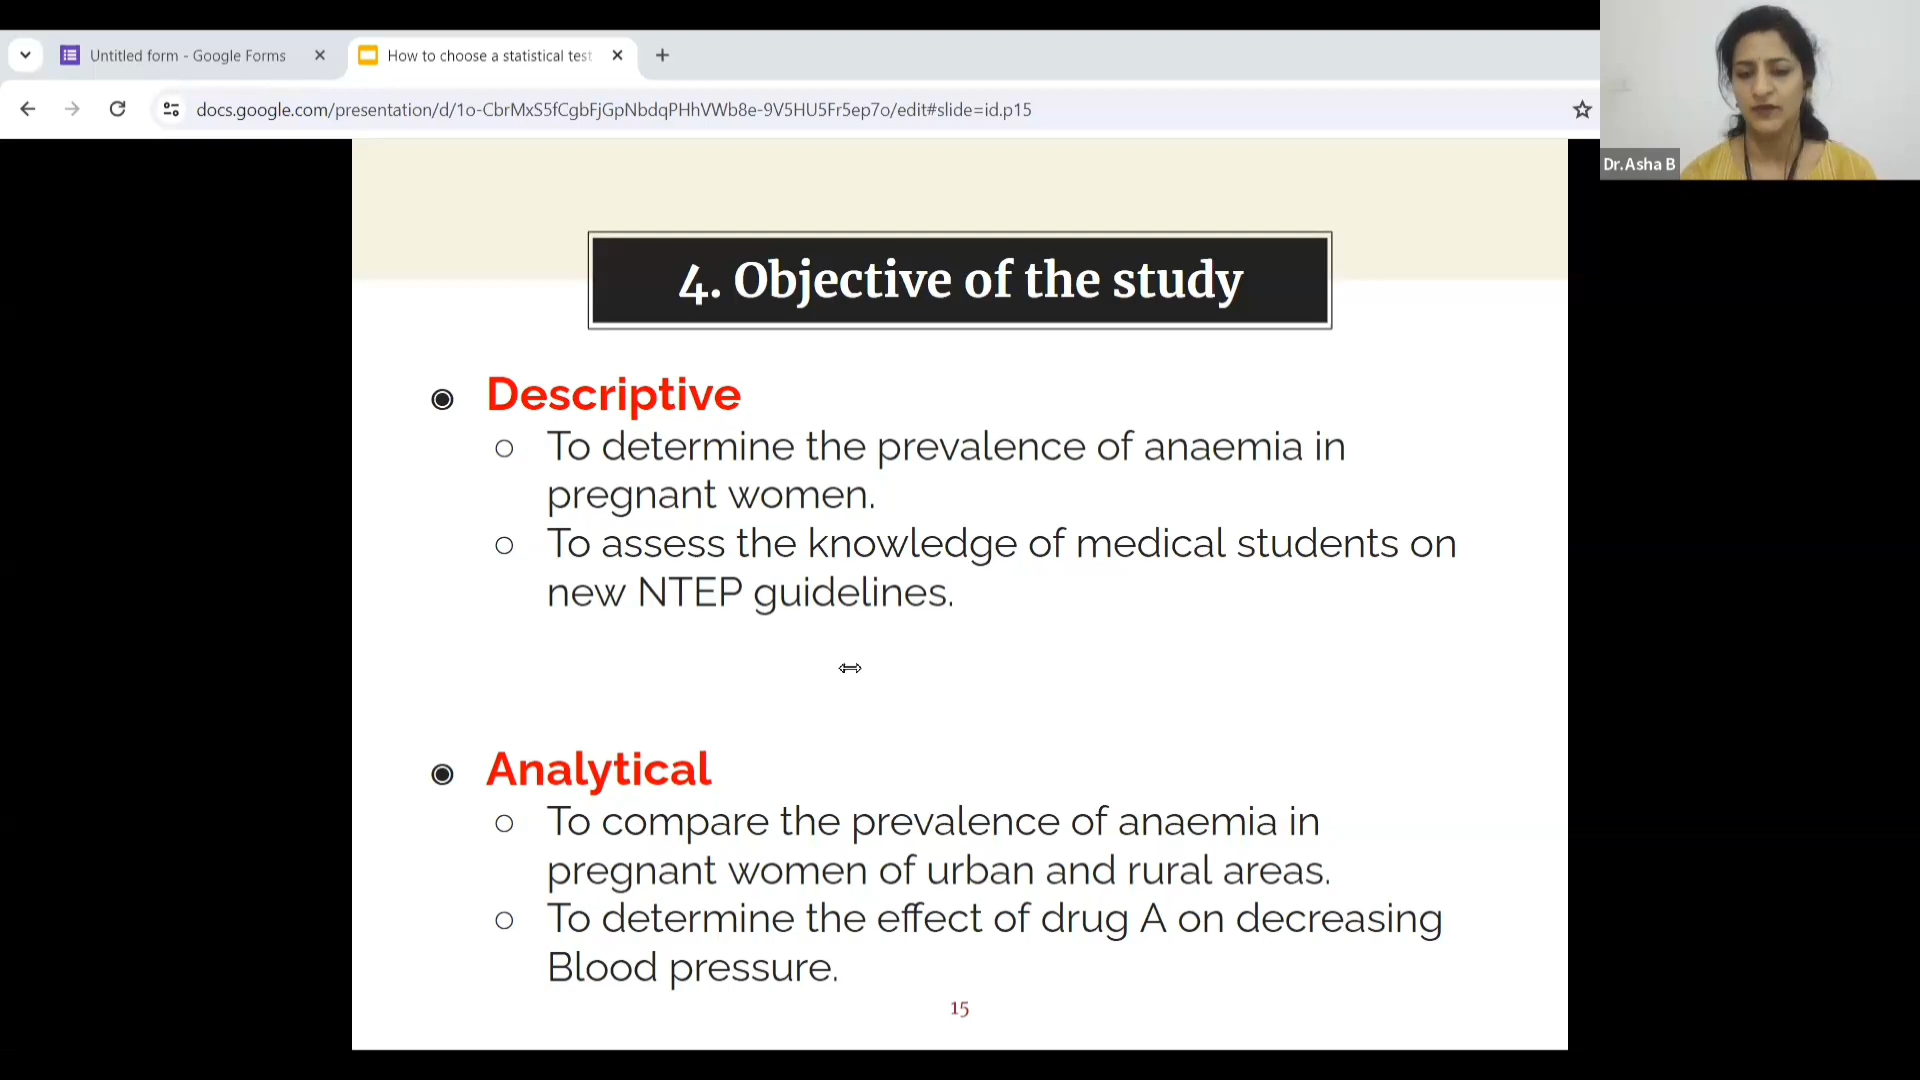 Untitled form - Google Forms
How to choose a statistical test
docs.google.com/presentation/d/1o-CbrMxS5fCgbFjGpNbdqPHhVWb8e-9V5HU5Fr5ep7o/edit#slide=id.p15
Dr.Asha B
4. Objective of the study
Descriptive
To determine the prevalence of anaemia in
pregnant women.
To assess the knowledge of medical students on
new NTEP guidelines.
Analytical
To compare the prevalence of anaemia in
pregnant women of urban and rural areas.
To determine the effect of drug A on decreasing
Blood pressure.
15